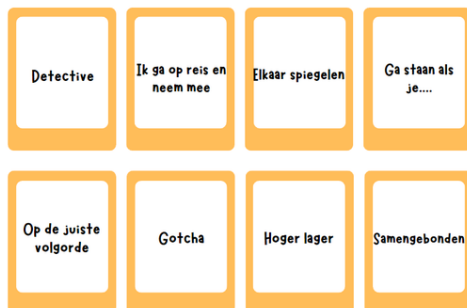 Detective
Ik ga op reis en
neem mee
Elkaar spiegelen
Ga staan als
je....
Op de juiste
volgorde
Gotcha
Hoger lager
Samengebonden